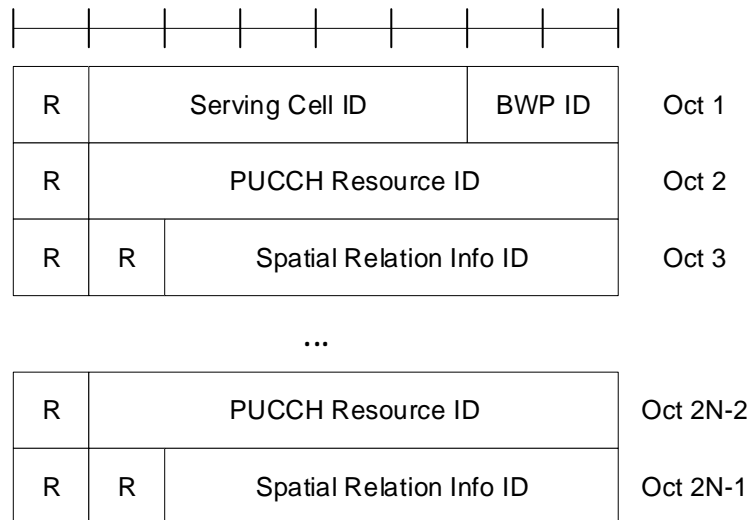 R Serving Cell ID BWP ID Oct 1
R PUCCH Resource ID Oct 2
R R Spatial Relation Info ID Oct 3
...
R PUCCH Resource ID Oct 2N-2
R R Spatial Relation Info ID Oct 2N-1